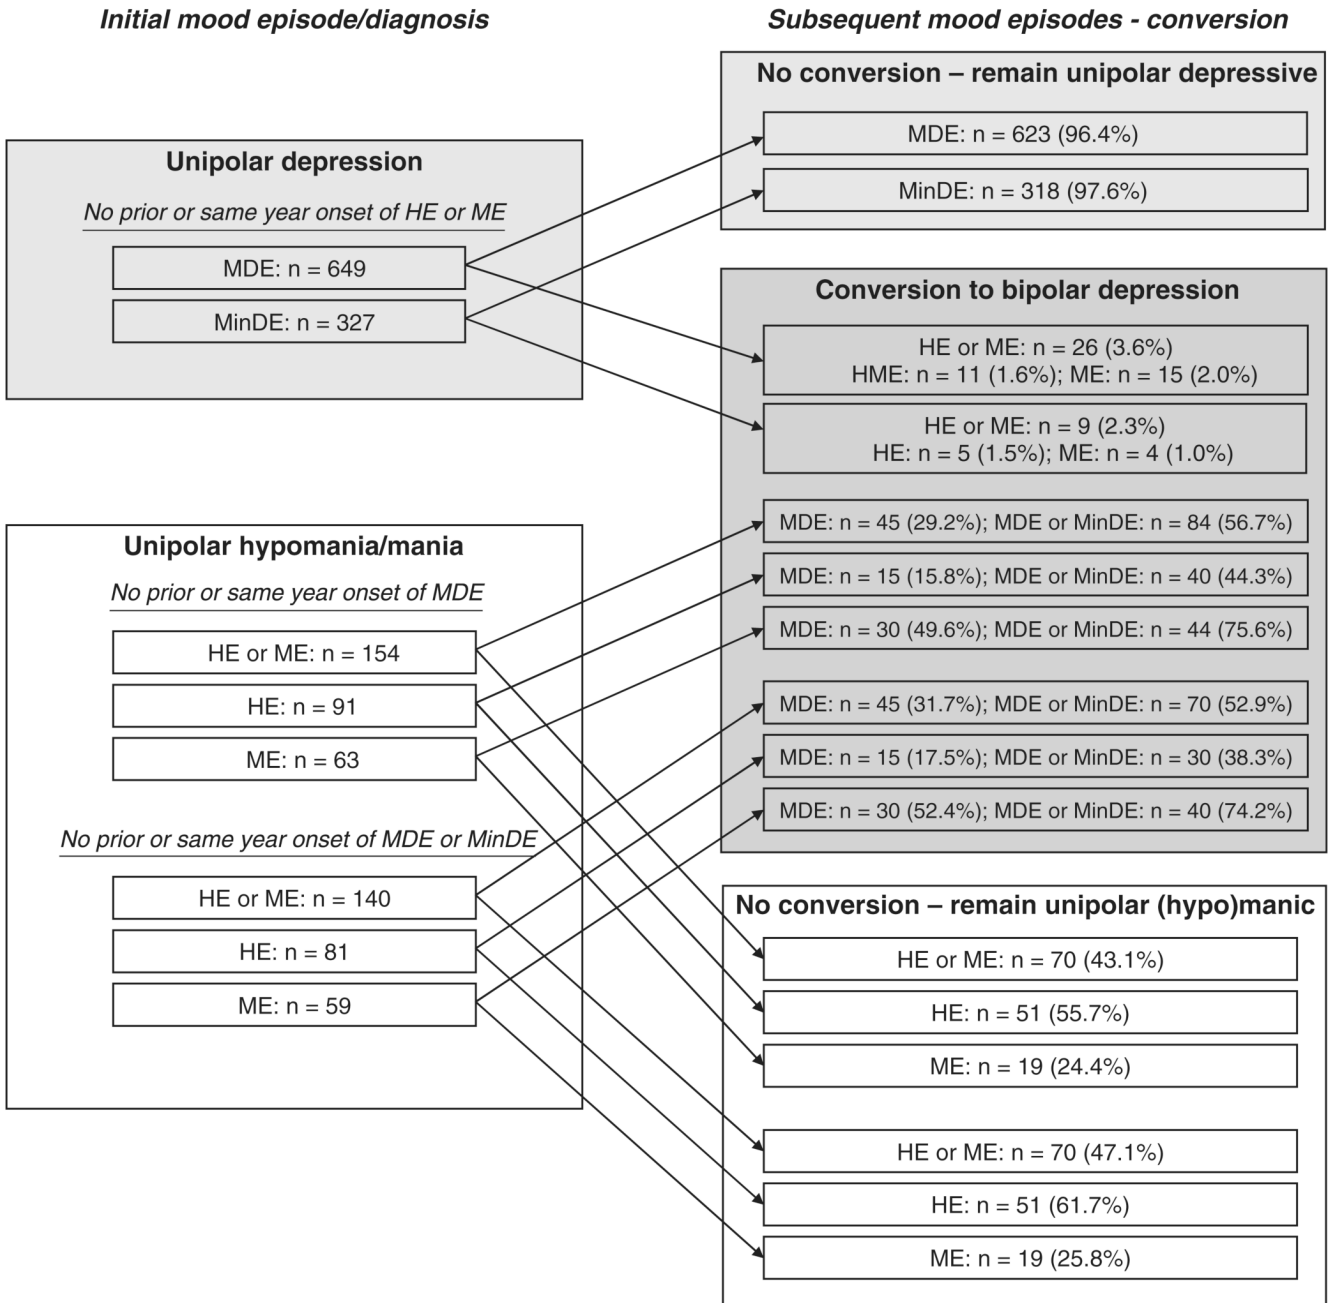 Initial mood episode/diagnosis
Subsequent mood episodes - conversion
Unipolar depression
No prior or same year onset of HE or ME
MDE: n = 649
MinDE: n = 327
Unipolar hypomania/mania
No prior or same year onset of MDE
HE or ME: n = 154
HE: n = 91
ME: n = 63
No prior or same year onset of MDE or MinDE
HE or ME: n = 140
HE: n = 81
ME: n = 59
No conversion – remain unipolar depressive
MDE: n = 623 (96.4%)
MinDE: n = 318 (97.6%)
Conversion to bipolar depression
HE or ME: n = 26 (3.6%)
HME: n = 11 (1.6%); ME: n = 15 (2.0%)
HE or ME: n = 9 (2.3%)
HE: n = 5 (1.5%); ME: n = 4 (1.0%)
MDE: n = 45 (29.2%); MDE or MinDE: n = 84 (56.7%)
MDE: n = 15 (15.8%); MDE or MinDE: n = 40 (44.3%)
MDE: n = 30 (49.6%); MDE or MinDE: n = 44 (75.6%)
MDE: n = 45 (31.7%); MDE or MinDE: n = 70 (52.9%)
MDE: n = 15 (17.5%); MDE or MinDE: n = 30 (38.3%)
MDE: n = 30 (52.4%); MDE or MinDE: n = 40 (74.2%)
No conversion – remain unipolar (hypo)manic
HE or ME: n = 70 (43.1%)
HE: n = 51 (55.7%)
ME: n = 19 (24.4%)
HE or ME: n = 70 (47.1%)
HE: n = 51 (61.7%)
ME: n = 19 (25.8%)